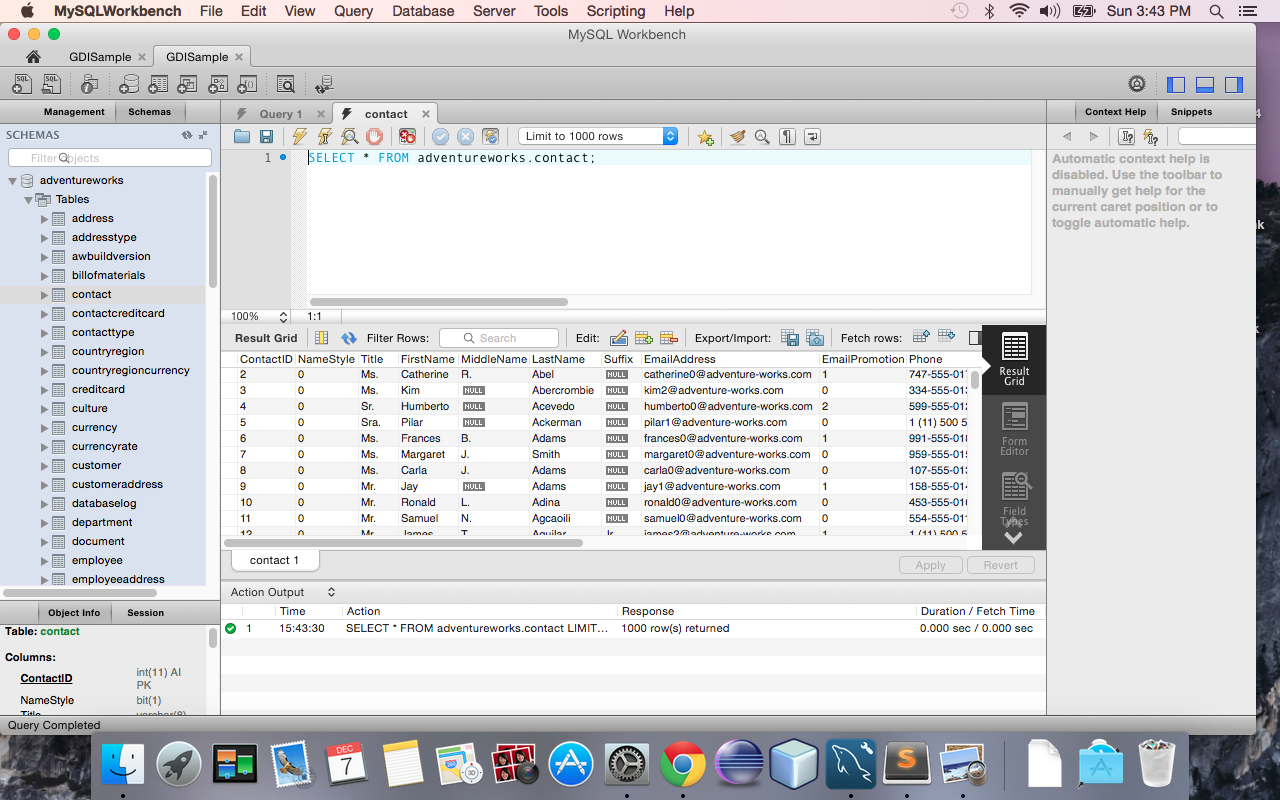 MySQLWorkbench File Edit View Query Database Server Tools Scripting Help Sun 3:43 PM
MySQL Workbench
GDISample GDISample
Management Schemas
Query 1 contact
Context Help Snippets
SCHEMAS
Limit to 1000 rows
Filter objects
1 SELECT * FROM adventureworks.contact;
Automatic context help is
disabled. Use the toolbar to
manually get help for the
current caret position or to
toggle automatic help.
adventureworks
Tables
address
addresstype
awbuildversion
billofmaterials
contact
contactcreditcard
contacttype
countryregion
countryregioncurrency
creditcard
culture
currency
currencyrate
customer
customeraddress
databaselog
department
document
employee
employeeaddress
100% 1:1
Result Grid Filter Rows: Search Edit: Export/Import: Fetch rows:
ContactID NameStyle Title FirstName MiddleName LastName Suffix EmailAddress EmailPromotion Phone
2 0 Ms. Catherine R. Abel NULL catherine0@adventure-works.com 1 747-555-01
3 0 Ms. Kim NULL Abercrombie NULL kim2@adventure-works.com 0 334-555-01
4 0 Sr. Humberto NULL Acevedo NULL humberto0@adventure-works.com 2 599-555-01
5 0 Sra. Pilar NULL Ackerman NULL pilar1@adventure-works.com 0 1 (11) 500 5
6 0 Ms. Frances B. Adams NULL frances0@adventure-works.com 1 991-555-01
7 0 Ms. Margaret J. Smith NULL margaret0@adventure-works.com 0 959-555-01
8 0 Ms. Carla J. Adams NULL carla0@adventure-works.com 0 107-555-01
9 0 Mr. Jay NULL Adams NULL jay1@adventure-works.com 1 158-555-01
10 0 Mr. Ronald L. Adina NULL ronald0@adventure-works.com 0 453-555-01
11 0 Mr. Samuel N. Agcaoili NULL samuel0@adventure-works.com 0 554-555-01
12 0 Mr. James T. Aguilar Jr. james2@adventure-works.com 1 1 (11) 500 5
Result
Grid
Form
Editor
Field
Types
contact 1
Apply Revert
Action Output
Time Action Response Duration / Fetch Time
1 15:43:30 SELECT * FROM adventureworks.contact LIMIT... 1000 row(s) returned 0.000 sec / 0.000 sec
Object Info Session
Table: contact
Columns:
ContactID int(11) AI
PK
NameStyle bit(1)
Title varchar(8)
Query Completed
DEC
7